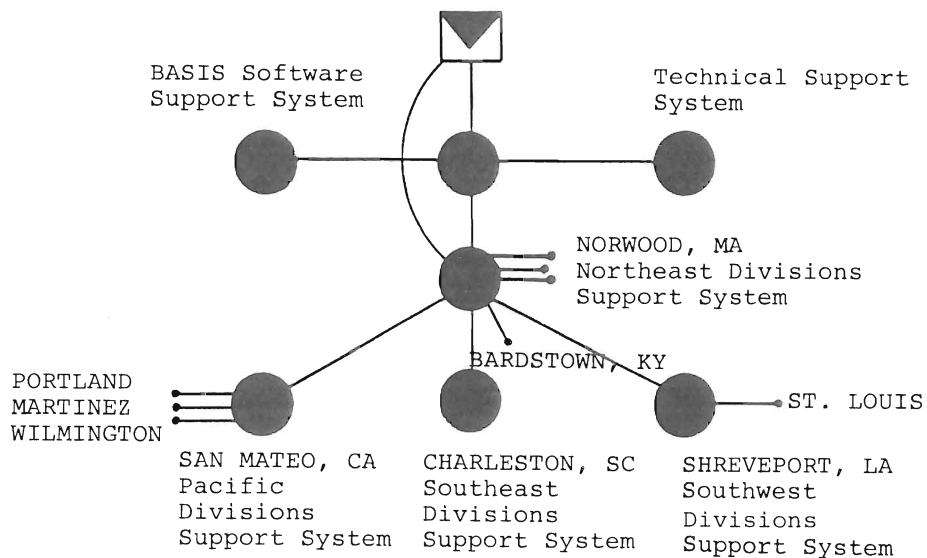 BASIS Software
Support System
Technical Support
System
NORWOOD, MA
Northeast Divisions
Support System
BARDSTOWN, KY
PORTLAND
MARTINEZ
WILMINGTON
ST. LOUIS
SAN MATEO, CA
Pacific
Divisions
Support System
CHARLESTON, SC
Southeast
Divisions
Support System
SHREVEPORT, LA
Southwest
Divisions
Support System